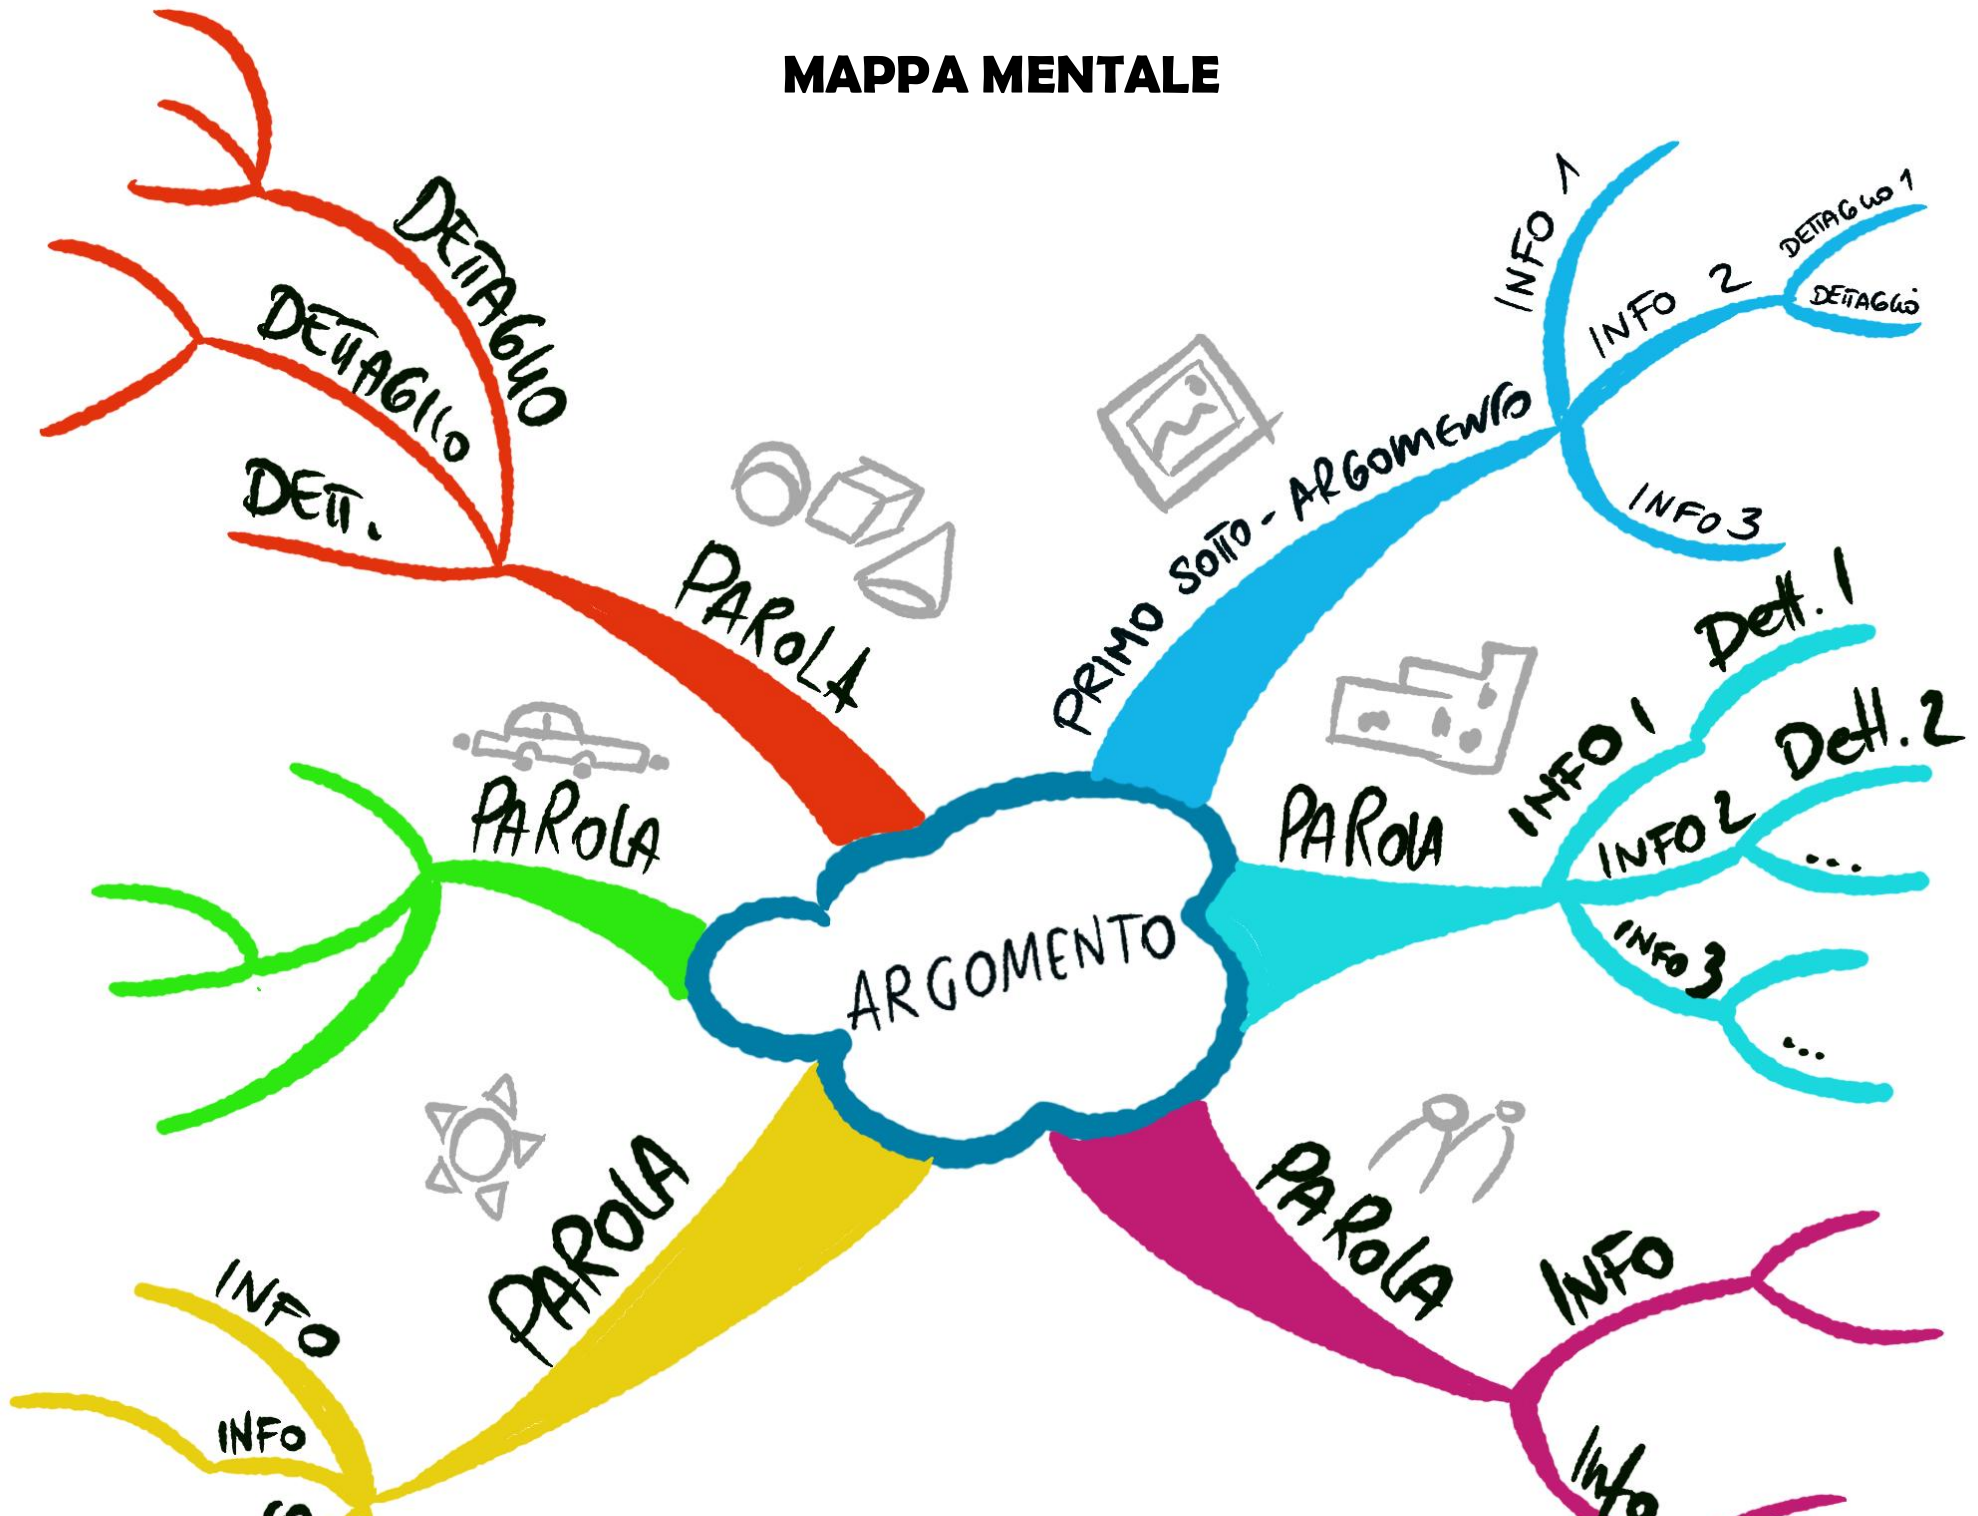 MAPPA MENTALE
DETTAGLIO
DETTAGLIO
DETT.
PAROLA
PRIMO SOTTO-ARGOMENTO
INFO 1
INFO 2
DETTAGLIO 1
DETTAGLIO
INFO 3
PAROLA
INFO 1
Dett. 1
INFO 2
Dett. 2
...
INFO 3
...
PAROLA
ARGOMENTO
PAROLA
INFO
INFO
PAROLA
INFO
Info